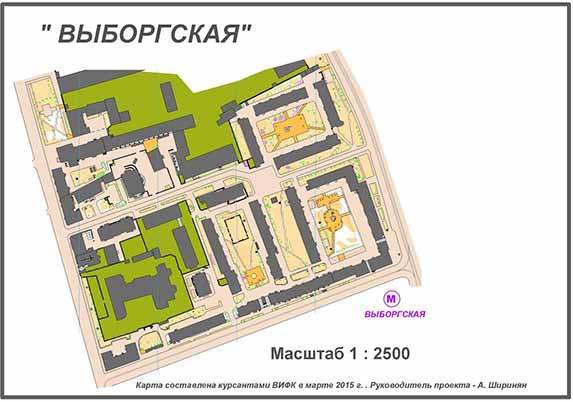 " ВЫБОРГСКАЯ"
М
ВЫБОРГСКАЯ
Масштаб 1 : 2500
Карта составлена курсантами ВИФК в марте 2015 г. . Руководитель проекта - А. Ширинян